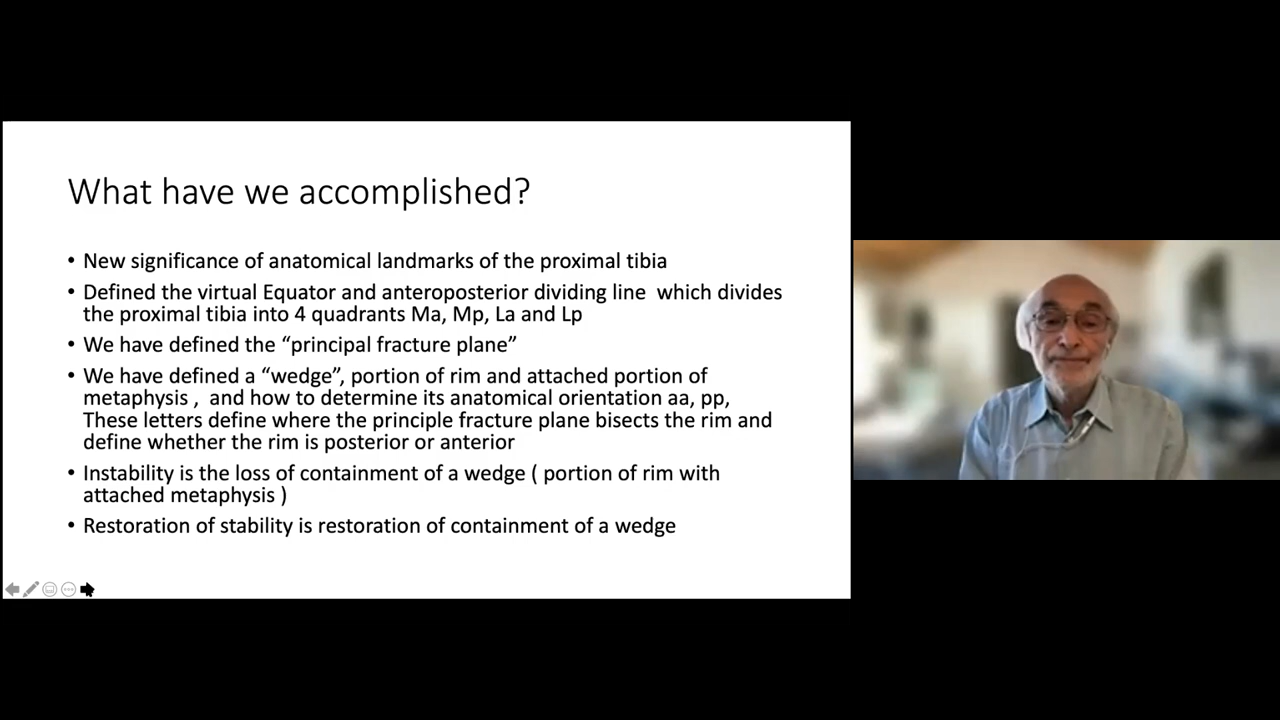 What have we accomplished?
• New significance of anatomical landmarks of the proximal tibia
• Defined the virtual Equator and anteroposterior dividing line  which divides
the proximal tibia into 4 quadrants Ma, Mp, La and Lp
• We have defined the “principal fracture plane”
• We have defined a “wedge”, portion of rim and attached portion of
metaphysis ,  and how to determine its anatomical orientation aa, pp,
These letters define where the principle fracture plane bisects the rim and
define whether the rim is posterior or anterior
• Instability is the loss of containment of a wedge ( portion of rim with
attached metaphysis )
• Restoration of stability is restoration of containment of a wedge